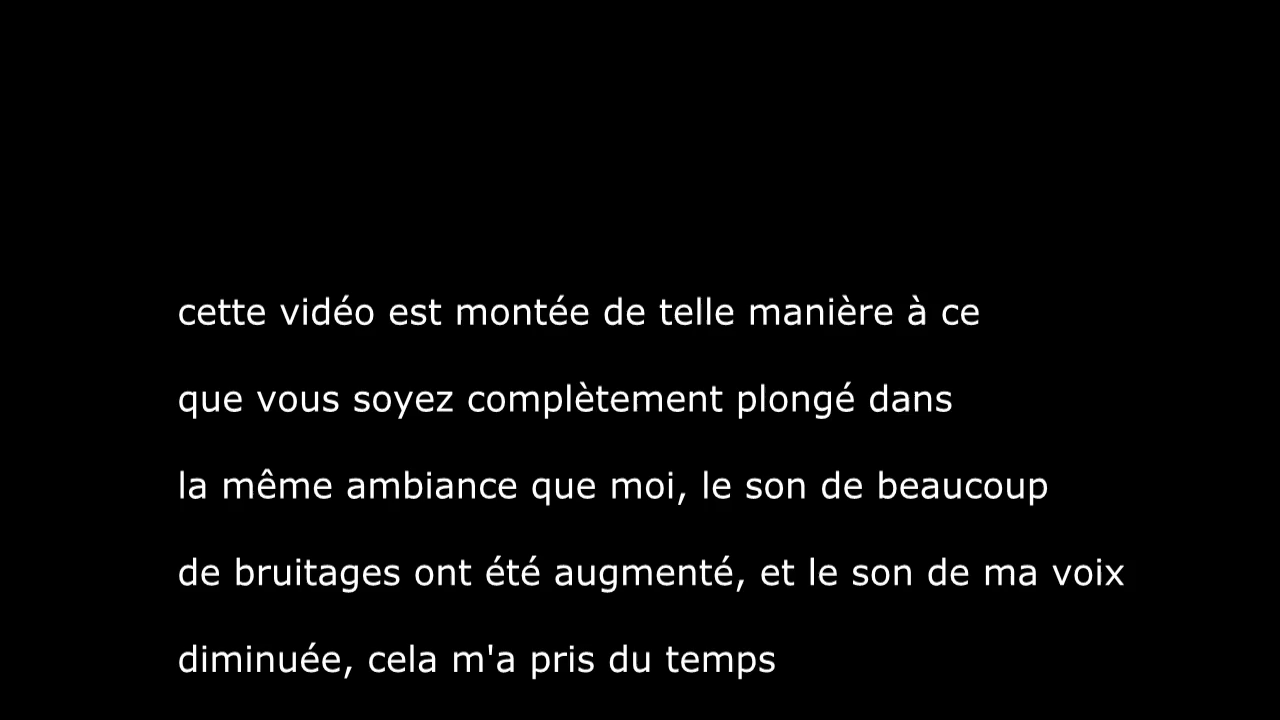 cette vidéo est montée de telle manière à ce
que vous soyez complètement plongé dans
la même ambiance que moi, le son de beaucoup
de bruitages ont été augmenté, et le son de ma voix
diminuée, cela m'a pris du temps